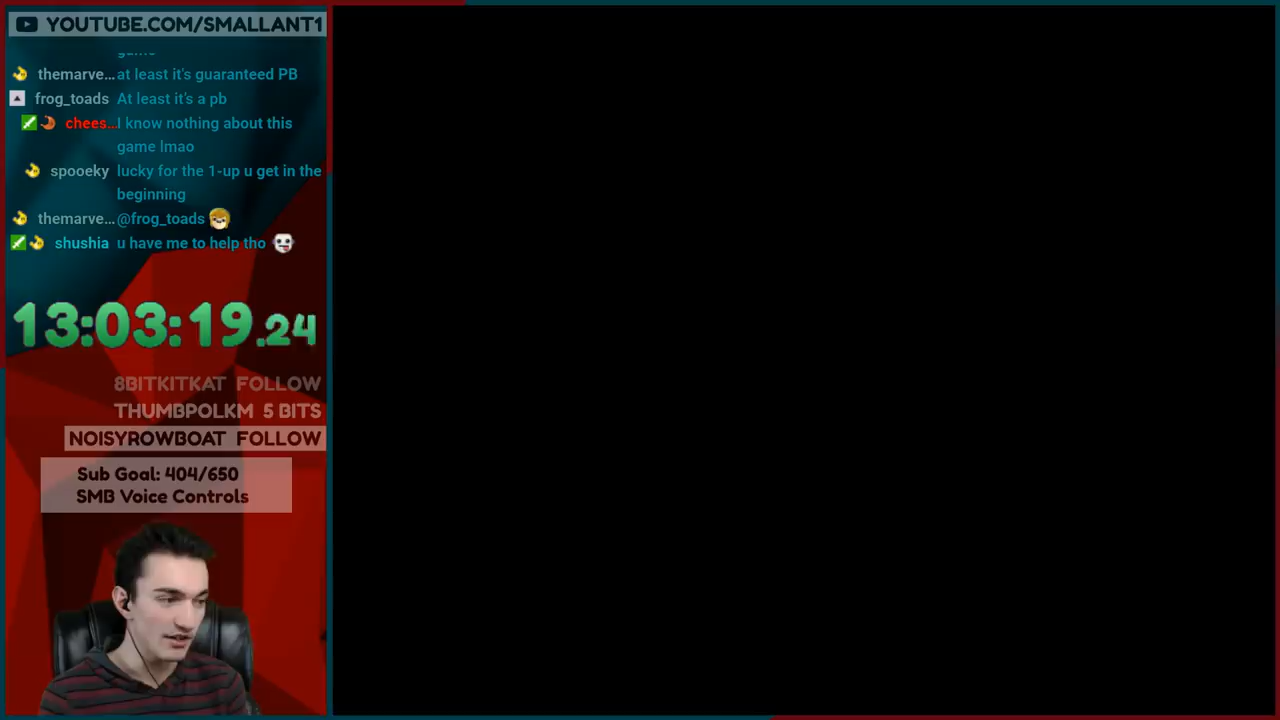 YOUTUBE.COM/SMALLANT1
game
themarve... at least it's guaranteed PB
frog_toads At least it's a pb
chees... I know nothing about this
game lmao
spooeky lucky for the 1-up u get in the
beginning
themarve... @frog_toads
shushia u have me to help tho
13:03:19.24
8BITKITKAT FOLLOW
THUMBPOLKM 5 BITS
NOISYROWBOAT FOLLOW
Sub Goal: 404/650
SMB Voice Controls